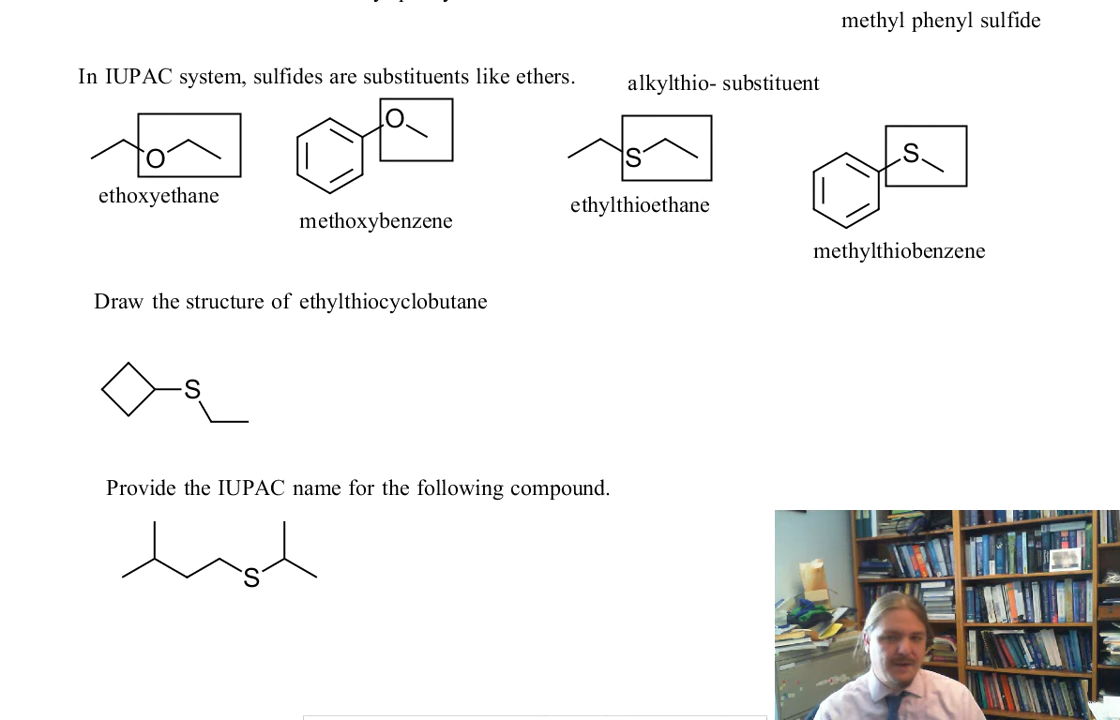 methyl phenyl sulfide
In IUPAC system, sulfides are substituents like ethers.
alkylthio- substituent
O
O
S
S
ethoxyethane
methoxybenzene
ethylthioethane
methylthiobenzene
Draw the structure of ethylthiocyclobutane
S
Provide the IUPAC name for the following compound.
S